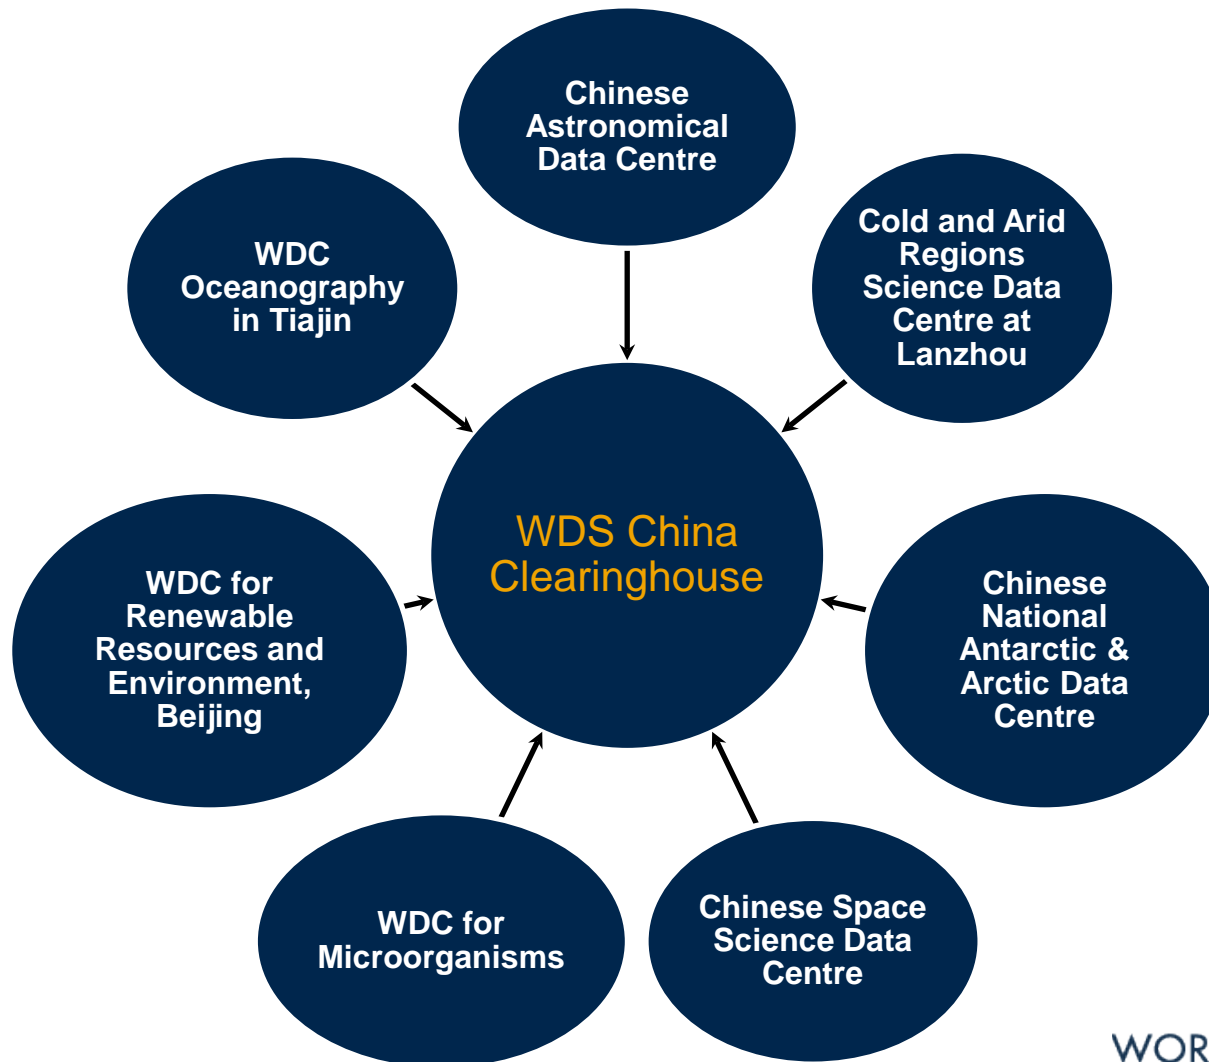 Chinese
Astronomical
Data Centre
Cold and Arid
Regions
Science Data
Centre at
Lanzhou
WDC
Oceanography
in Tiajin
WDS China
Clearinghouse
WDC for
Renewable
Resources and
Environment,
Beijing
Chinese
National
Antarctic &
Arctic Data
Centre
WDC for
Microorganisms
Chinese Space
Science Data
Centre
WOR